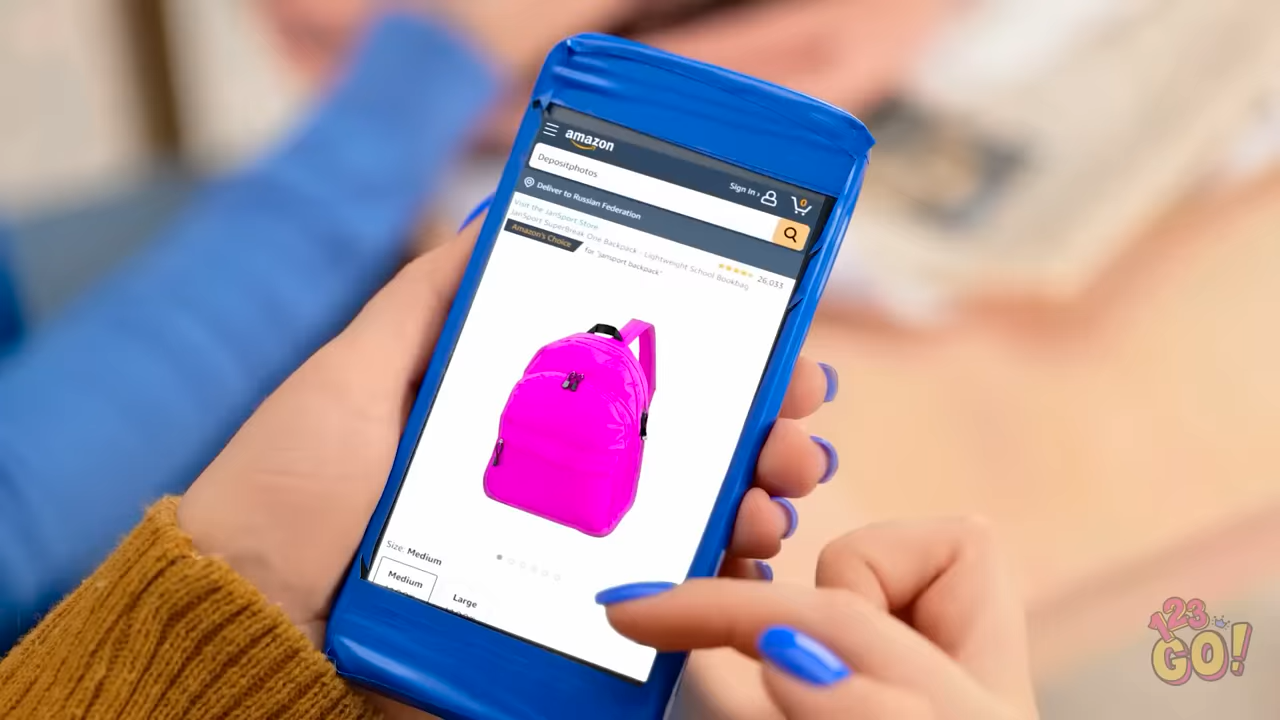 amazon
Sign in ›
0
Depositphotos
Deliver to Russian Federation
Visit the JanSport Store
JanSport SuperBreak One Backpack - Lightweight School Bookbag
Amazon's Choice
for "jansport backpack"
26,033
Size: Medium
Medium
Large
123
GO!